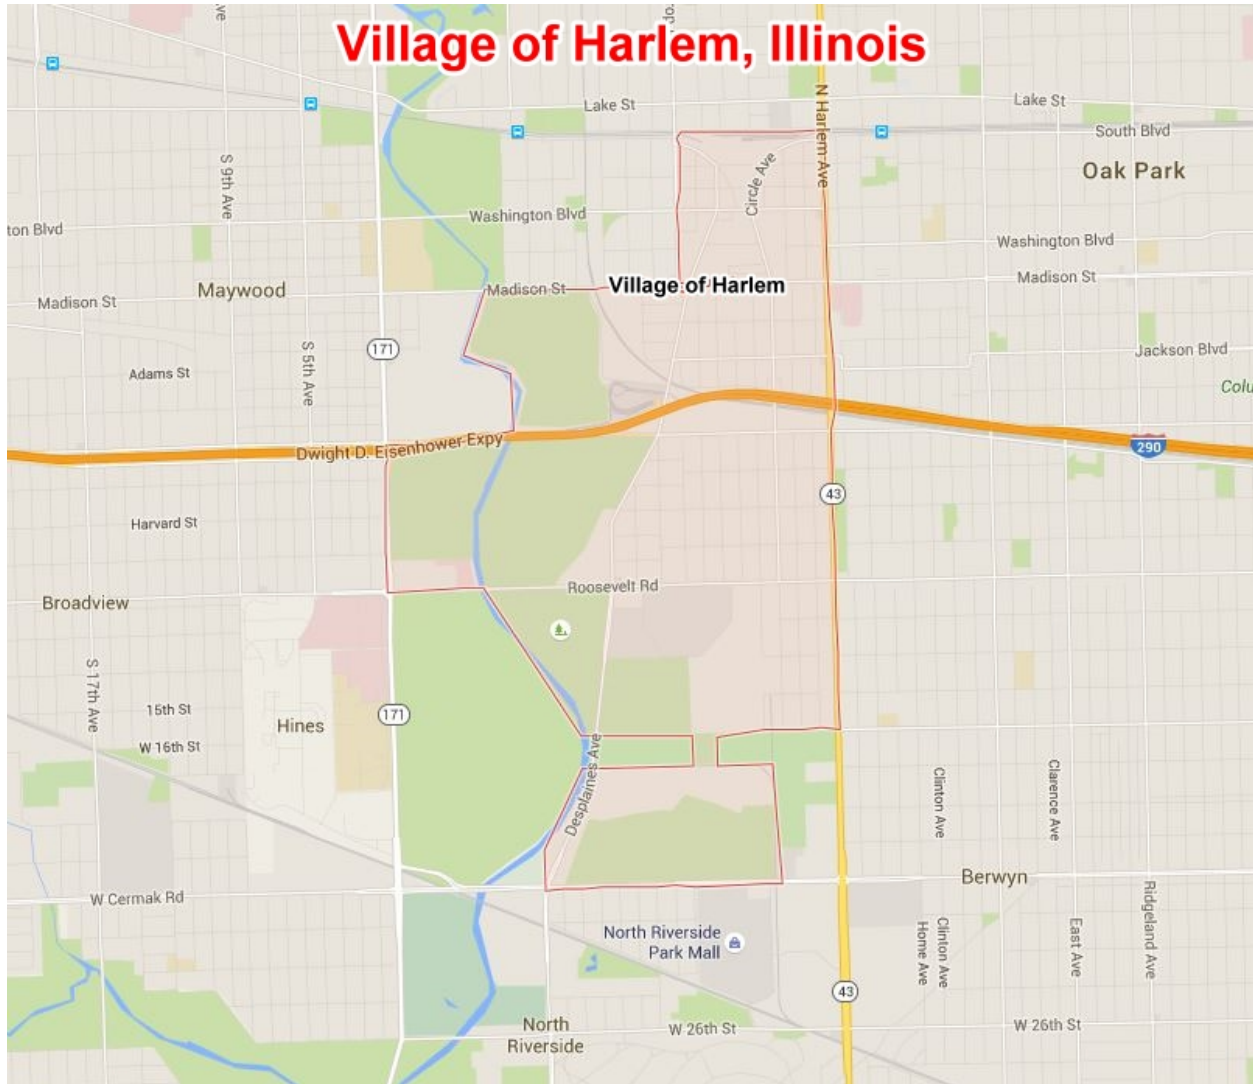 Village of Harlem, Illinois
Lake St
Lake St
South Blvd
N Harlem Ave
Oak Park
S 9th Ave
Circle Ave
Washington Blvd
ton Blvd
Washington Blvd
Madison St
Village of Harlem
Maywood
Madison St
Madison St
171
S 5th Ave
Jackson Blvd
Adams St
Colu
Dwight D. Eisenhower Expy
290
43
Harvard St
Roosevelt Rd
Broadview
S 17th Ave
15th St
171
Hines
W 16th St
Desplaines Ave
Clinton Ave
Clarence Ave
Berwyn
W Cermak Rd
Ridgeland Ave
North Riverside
Park Mall
Home Ave
Clinton Ave
East Ave
43
North
Riverside
W 26th St
W 26th St